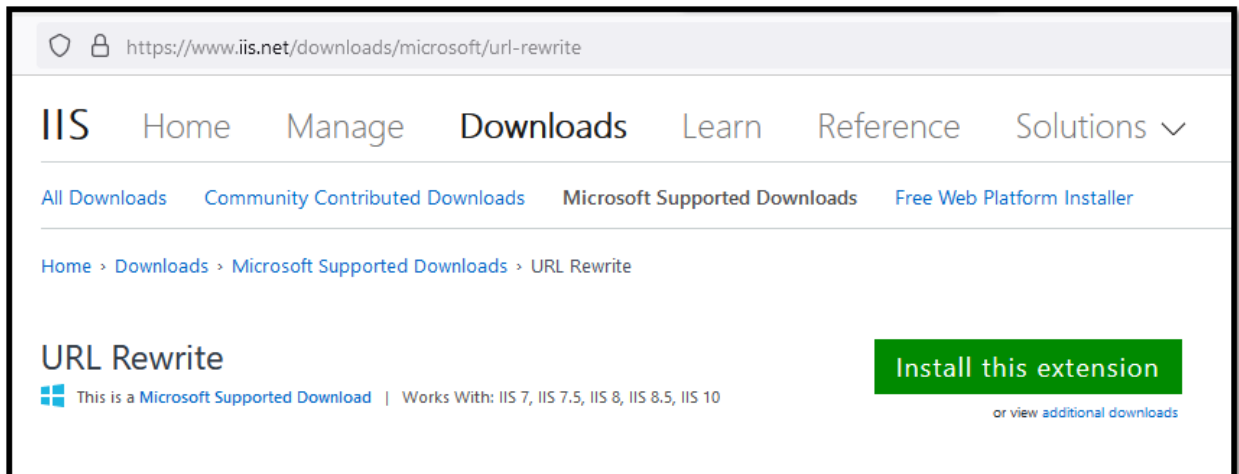 https://www.iis.net/downloads/microsoft/url-rewrite
IIS Home Manage Downloads Learn Reference Solutions
All Downloads Community Contributed Downloads Microsoft Supported Downloads Free Web Platform Installer
Home › Downloads › Microsoft Supported Downloads › URL Rewrite
URL Rewrite
Install this extension
This is a Microsoft Supported Download | Works With: IIS 7, IIS 7.5, IIS 8, IIS 8.5, IIS 10
or view additional downloads